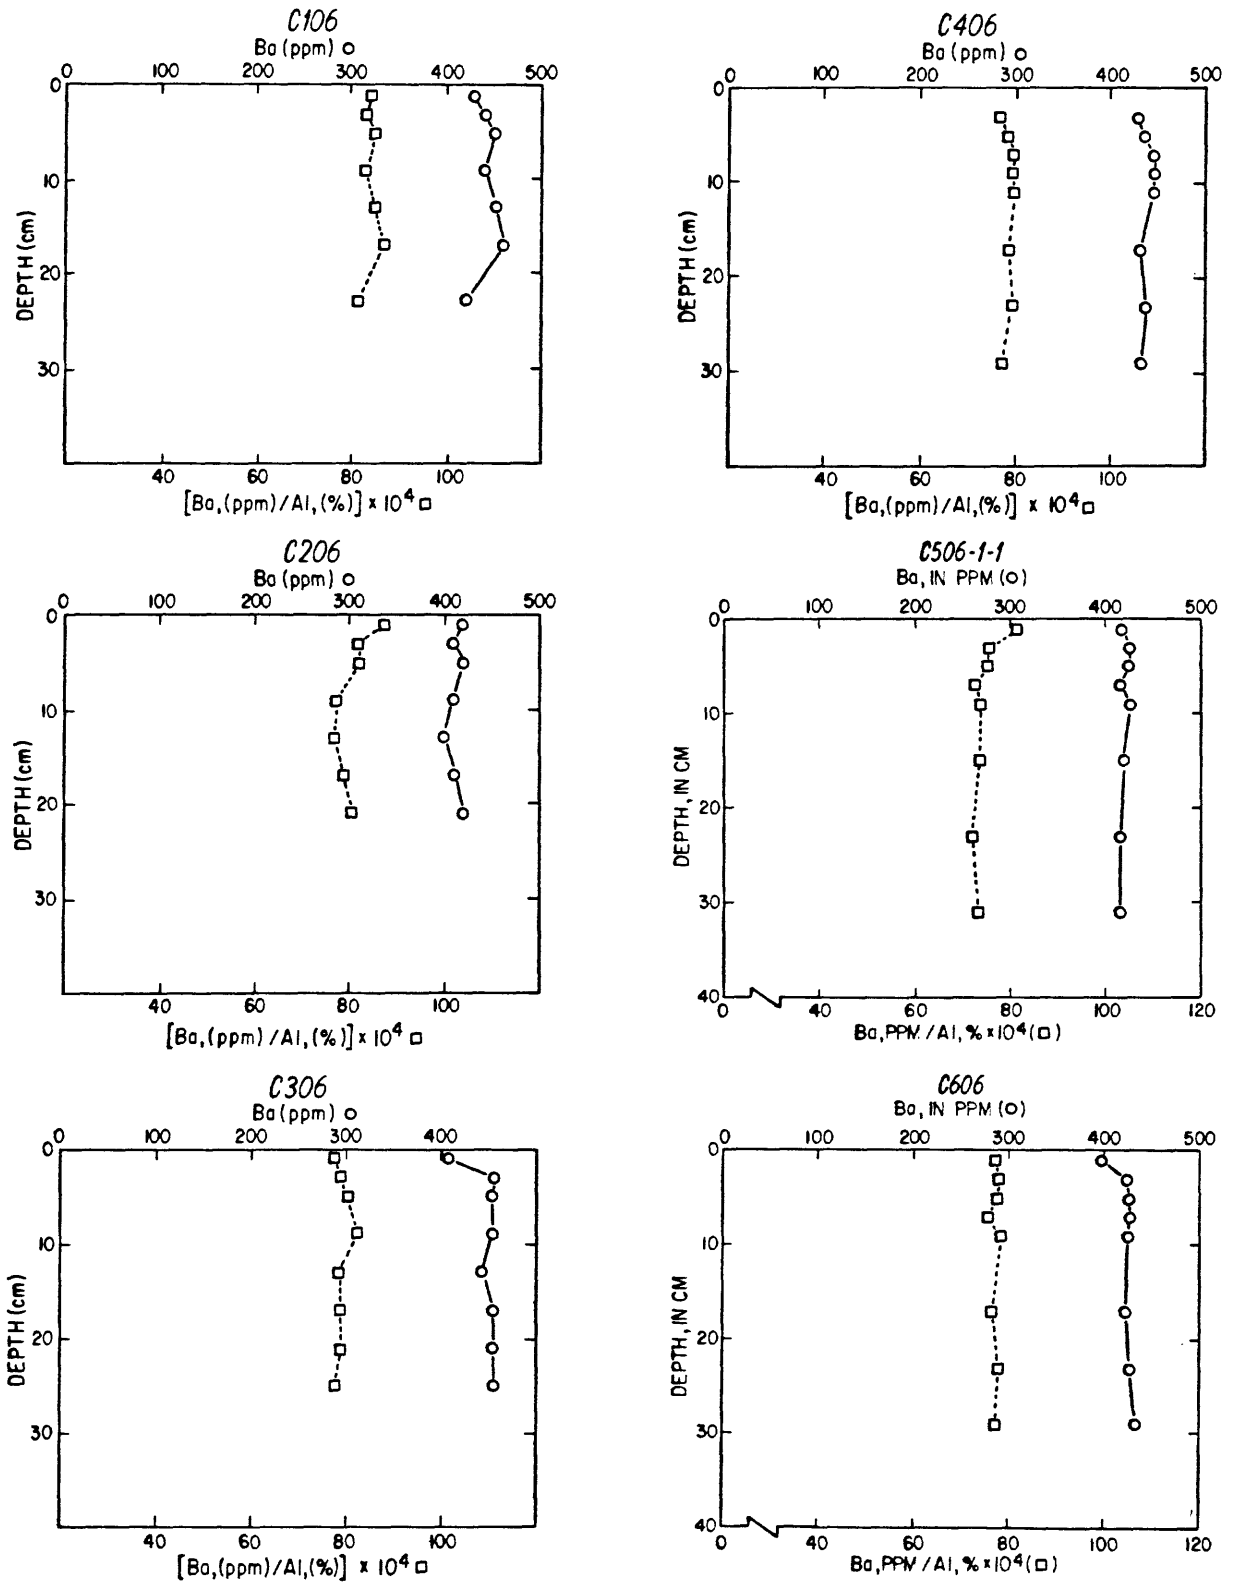 C106
Ba (ppm) o
0 100 200 300 400 500
0
10
20
30
DEPTH (cm)
40 60 80 100
[Ba,(ppm)/Al,(%)] x 10⁴ □
C406
Ba (ppm) o
0 100 200 300 400 500
0
10
20
30
DEPTH (cm)
40 60 80 100
[Ba,(ppm)/Al,(%)] x 10⁴ □
C206
Ba (ppm) o
0 100 200 300 400 500
0
10
20
30
DEPTH (cm)
40 60 80 100
[Ba,(ppm)/Al,(%)] x 10⁴ □
C506-1-1
Ba, IN PPM (o)
0 100 200 300 400 500
0
10
20
30
40
DEPTH, IN CM
0 40 60 80 100 120
Ba,PPM/Al,% x10⁴(□)
C306
Ba (ppm) o
0 100 200 300 400
0
10
20
30
DEPTH (cm)
40 60 80 100
[Ba,(ppm)/Al,(%)] x 10⁴ □
C606
Ba, IN PPM (o)
0 100 200 300 400 500
0
10
20
30
40
DEPTH, IN CM
0 40 60 80 100 120
Ba,PPM/Al,% x10⁴(□)